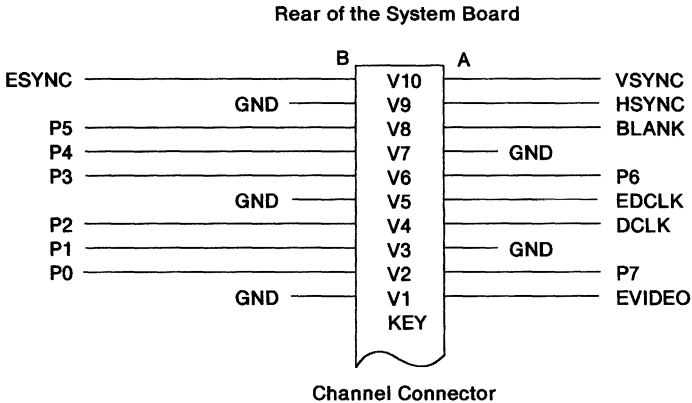 Rear of the System Board
B A
ESYNC V10 VSYNC
GND V9 HSYNC
P5 V8 BLANK
P4 V7 GND
P3 V6 P6
GND V5 EDCLK
P2 V4 DCLK
P1 V3 GND
P0 V2 P7
GND V1 EVIDEO
KEY
Channel Connector